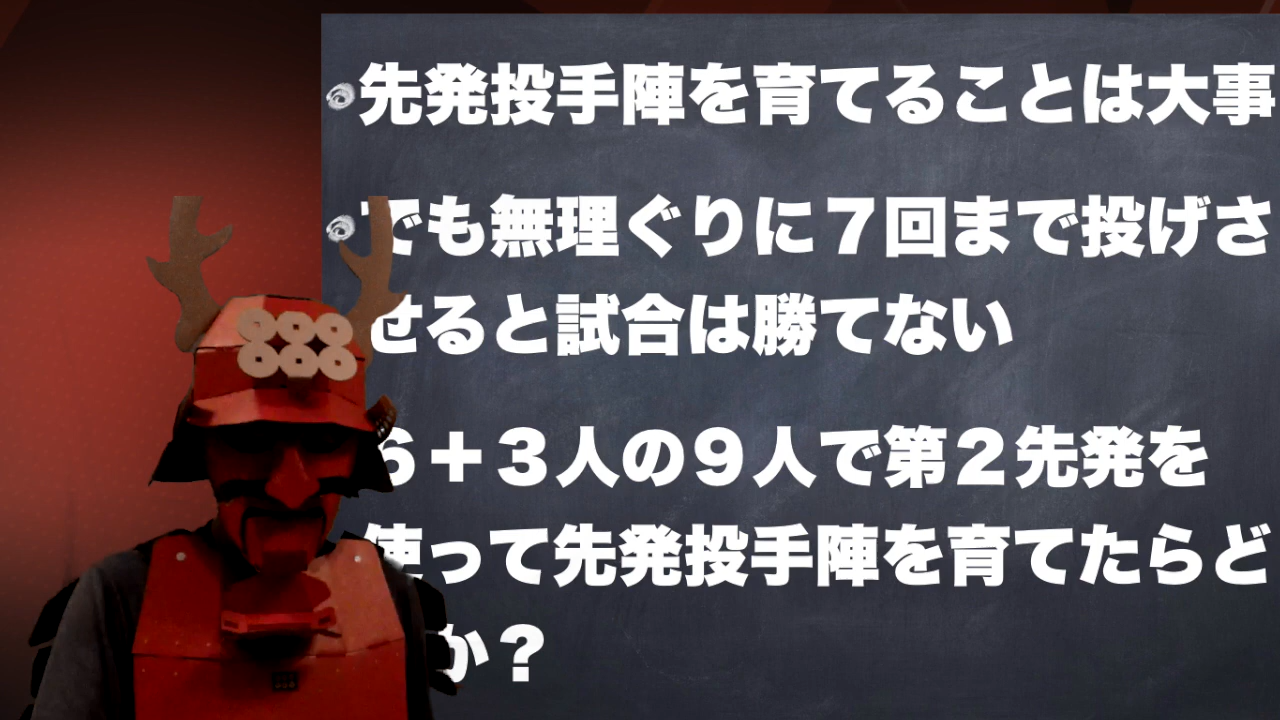 先発投手陣を育てることは大事
でも無理ぐりに７回まで投げさ
せると試合は勝てない
６＋３人の９人で第２先発を
使って先発投手陣を育てたらど
か？